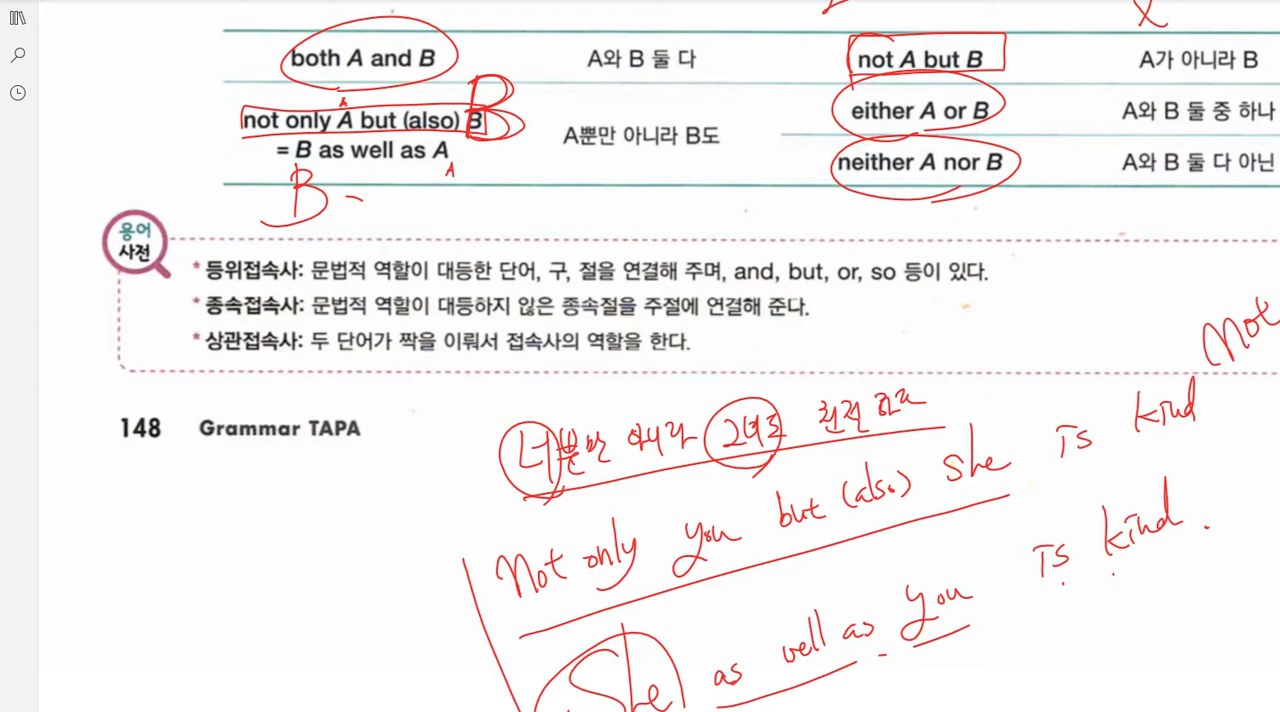 X
both A and B A와 B 둘 다 not A but B A가 아니라 B
A
not only A but (also) B B
= B as well as A A뿐만 아니라 B도
A
B
either A or B A와 B 둘 중 하나
neither A nor B A와 B 둘 다 아닌
용어
사전
* 등위접속사: 문법적 역할이 대등한 단어, 구, 절을 연결해 주며, and, but, or, so 등이 있다.
* 종속접속사: 문법적 역할이 대등하지 않은 종속절을 주절에 연결해 준다.
* 상관접속사: 두 단어가 짝을 이뤄서 접속사의 역할을 한다.
Not
148 Grammar TAPA
너뿐만 아니라 그녀도 친절하다
Not only you but (also) she is kind
She as well as you is kind.